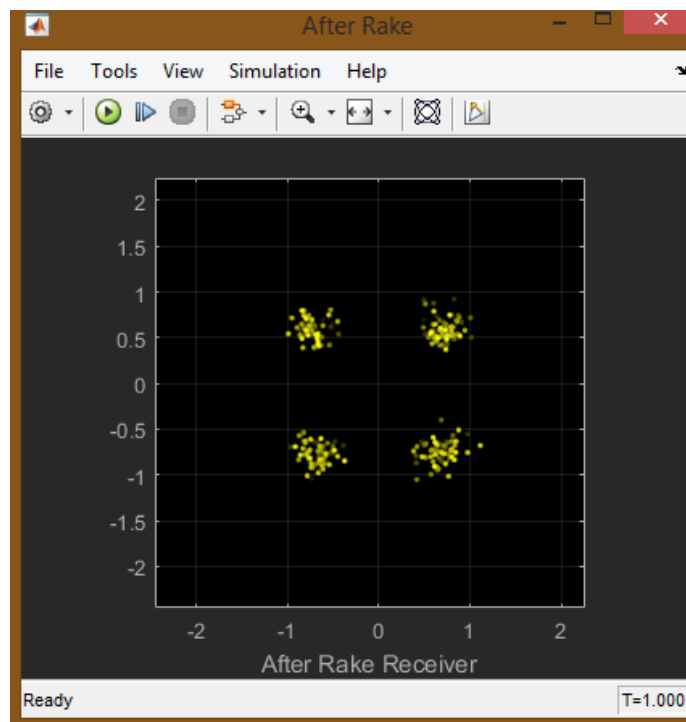 After Rake
File Tools View Simulation Help
2
1.5
1
0.5
0
-0.5
-1
-1.5
-2
-2 -1 0 1 2
After Rake Receiver
Ready T=1.000